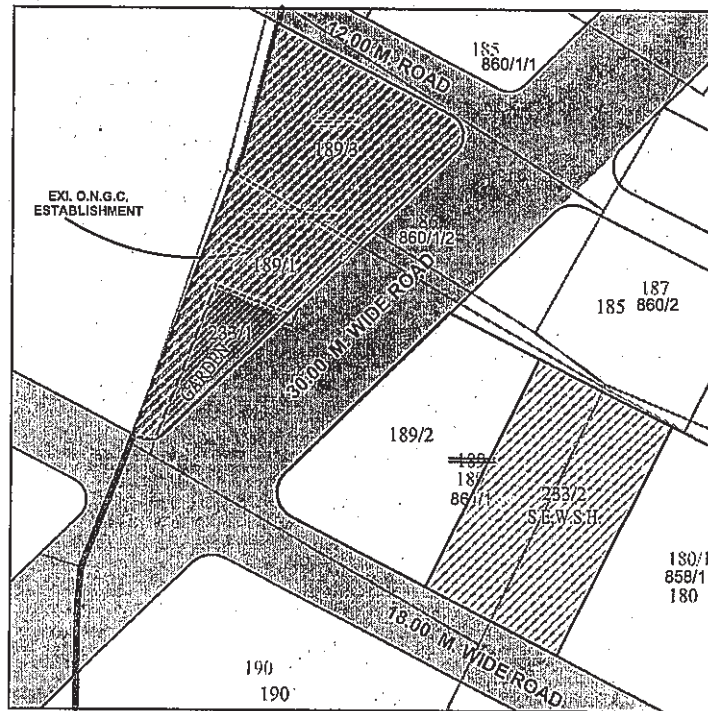 12.00 M. ROAD
185
860/1/1
189/3
EXI. O.N.G.C.
ESTABLISHMENT
860/1/2
189/1
187
185 860/2
30.00. M. WIDE ROAD
GARDEN
189/2
861/1
233/2
S.E.W.S.H.
180/1
858/1
180
18.00. M. WIDE ROAD
190
190